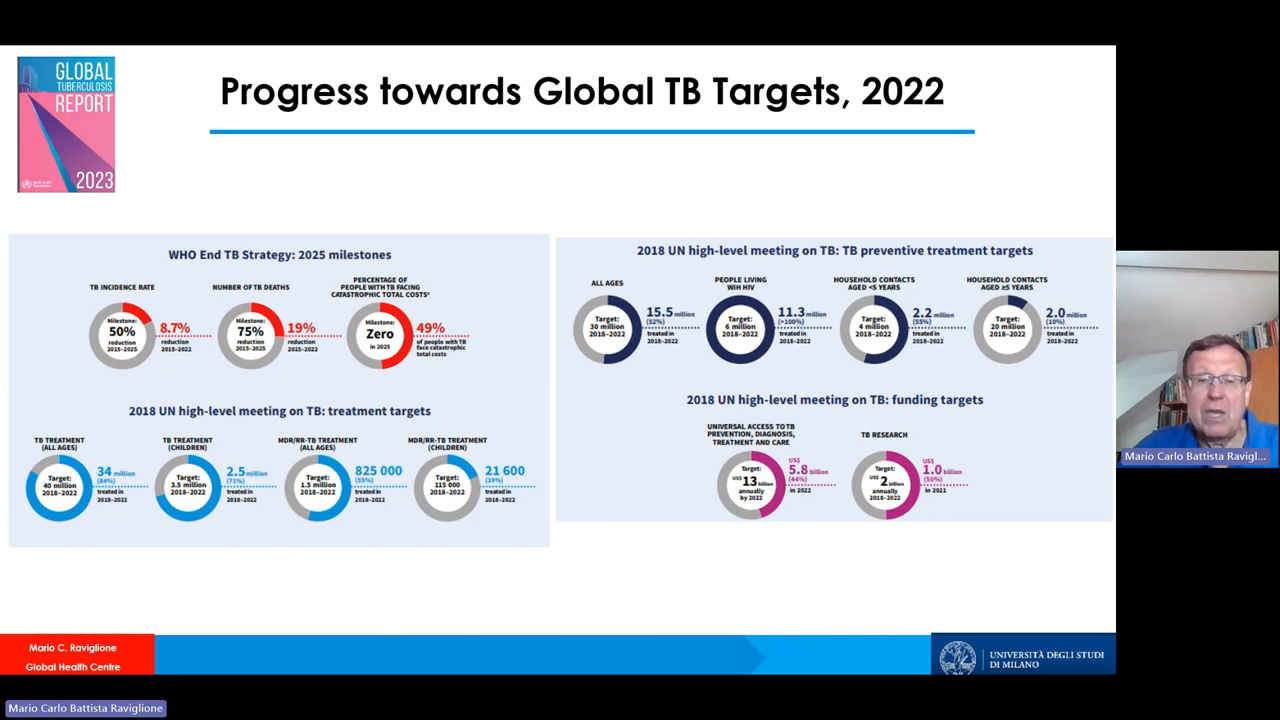 GLOBAL
TUBERCULOSIS
REPORT
2023
Progress towards Global TB Targets, 2022
WHO End TB Strategy: 2025 milestones
TB INCIDENCE RATE
Milestone:
50%
reduction
2015–2025
8.7%
reduction
2015–2022
NUMBER OF TB DEATHS
Milestone:
75%
reduction
2015–2025
19%
reduction
2015–2022
PERCENTAGE OF
PEOPLE WITH TB FACING
CATASTROPHIC TOTAL COSTS
Milestone:
Zero
in 2025
49%
of people with TB
face catastrophic
total costs
2018 UN high-level meeting on TB: treatment targets
TB TREATMENT
(ALL AGES)
Target:
40 million
2018–2022
34 million
(84%)
treated in
2018–2022
TB TREATMENT
(CHILDREN)
Target:
3.5 million
2018–2022
2.5 million
(71%)
treated in
2018–2022
MDR/RR-TB TREATMENT
(ALL AGES)
Target:
1.5 million
2018–2022
825 000
(55%)
treated in
2018–2022
MDR/RR-TB TREATMENT
(CHILDREN)
Target:
115 000
2018–2022
21 600
(19%)
treated in
2018–2022
2018 UN high-level meeting on TB: TB preventive treatment targets
ALL AGES
Target:
30 million
2018–2022
15.5 million
(52%)
treated in
2018–2022
PEOPLE LIVING
WIH HIV
Target:
6 million
2018–2022
11.3 million
(>100%)
treated in
2018–2022
HOUSEHOLD CONTACTS
AGED <5 YEARS
Target:
4 million
2018–2022
2.2 million
(55%)
treated in
2018–2022
HOUSEHOLD CONTACTS
AGED ≥5 YEARS
Target:
20 million
2018–2022
2.0 million
(10%)
treated in
2018–2022
2018 UN high-level meeting on TB: funding targets
UNIVERSAL ACCESS TO TB
PREVENTION, DIAGNOSIS,
TREATMENT AND CARE
Target:
US$ 13 billion
annually
by 2022
US$
5.8 billion
(44%)
in 2022
TB RESEARCH
Target:
US$ 2 billion
annually
2018–2022
US$
1.0 billion
(50%)
in 2021
Mario C. Raviglione
Global Health Centre
UNIVERSITÀ DEGLI STUDI
DI MILANO
Mario Carlo Battista Ravigl...
Mario Carlo Battista Raviglione